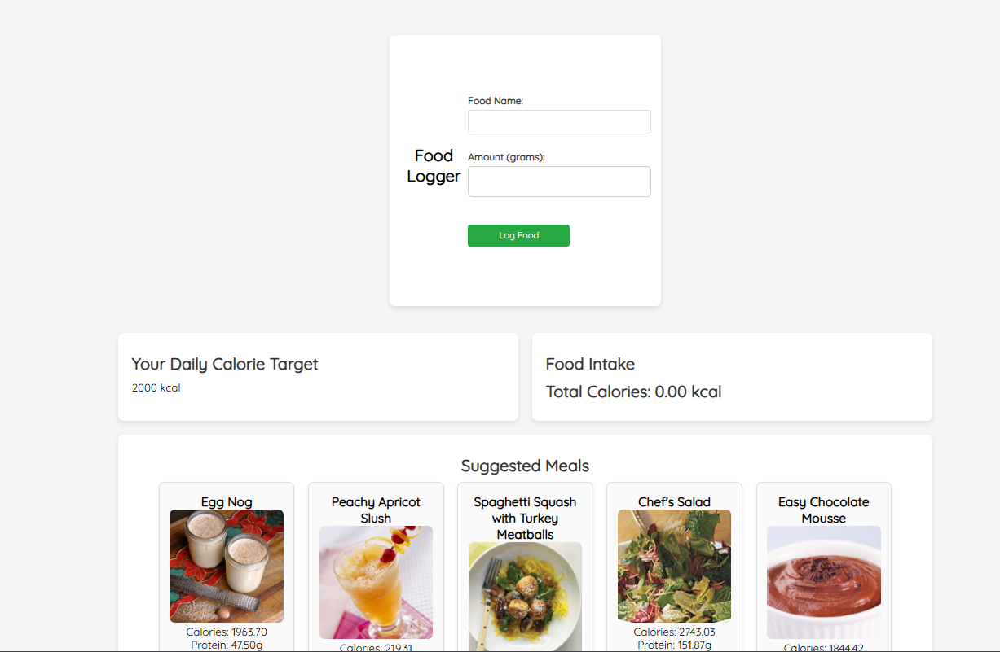 Food Name:
Food
Logger
Amount (grams):
Log Food
Your Daily Calorie Target
2000 kcal
Food Intake
Total Calories: 0.00 kcal
Suggested Meals
Egg Nog
Calories: 1963.70
Protein: 47.50g
Peachy Apricot
Slush
Calories: 219.31
Spaghetti Squash
with Turkey
Meatballs
Chef's Salad
Calories: 2743.03
Protein: 151.87g
Easy Chocolate
Mousse
Calories: 1844.42